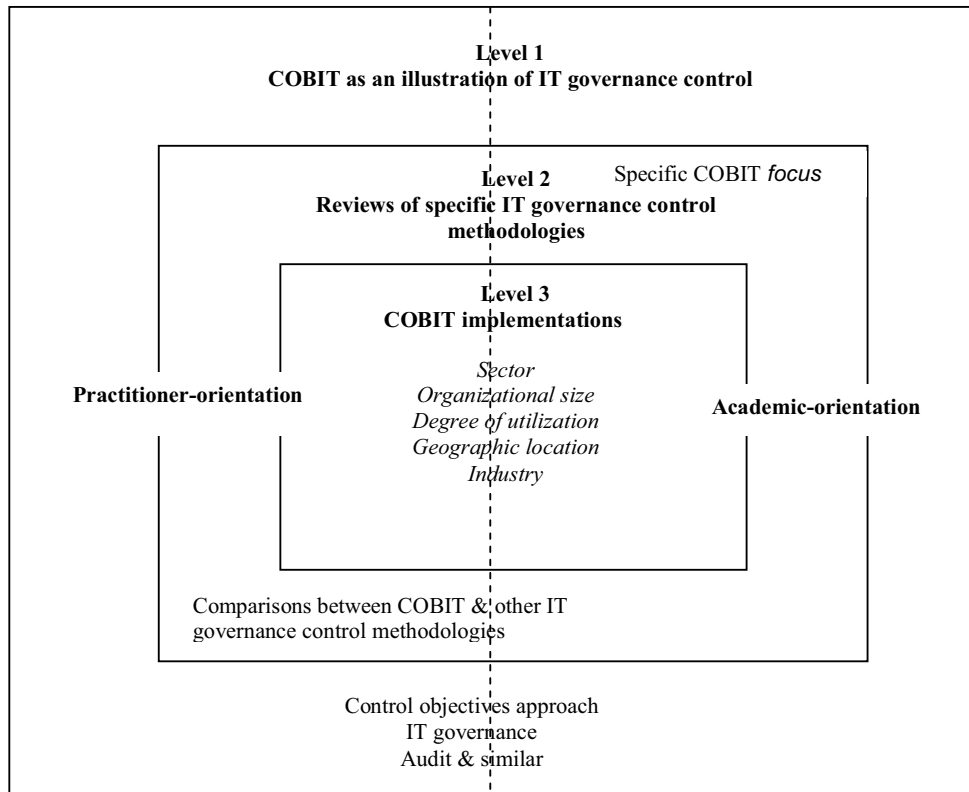 Level 1
COBIT as an illustration of IT governance control
Specific COBIT focus
Level 2
Reviews of specific IT governance control
methodologies
Level 3
COBIT implementations
Sector
Organizational size
Degree of utilization
Geographic location
Industry
Practitioner-orientation
Academic-orientation
Comparisons between COBIT & other IT
governance control methodologies
Control objectives approach
IT governance
Audit & similar